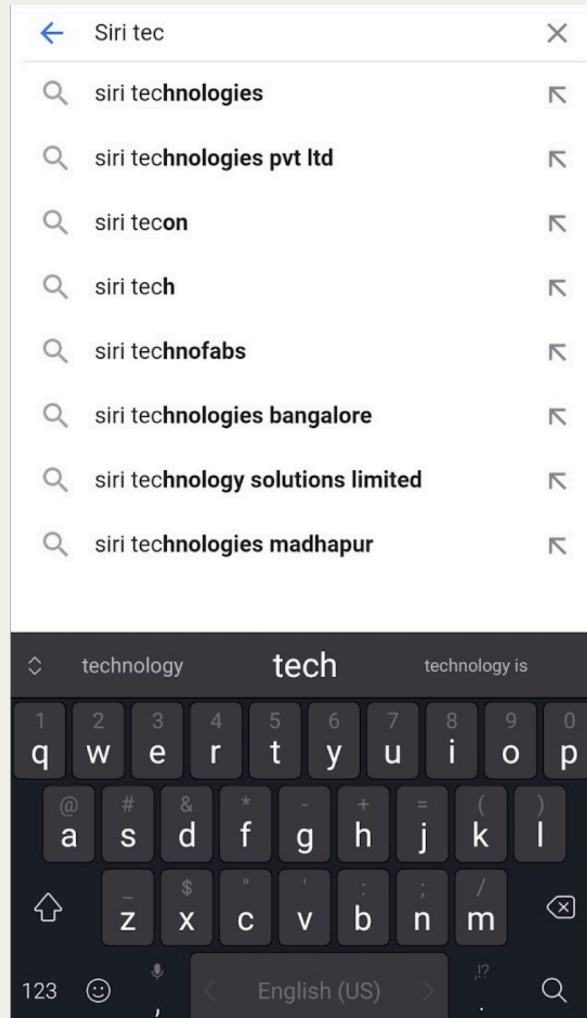 Siri tec
siri technologies
siri technologies pvt ltd
siri tecon
siri tech
siri technofabs
siri technologies bangalore
siri technology solutions limited
siri technologies madhapur
technology tech technology is
1 2 3 4 5 6 7 8 9 0
q w e r t y u i o p
@ # & * - + = ( )
a s d f g h j k l
_ $ " ' : ; /
z x c v b n m
123 , English (US) ,!? .